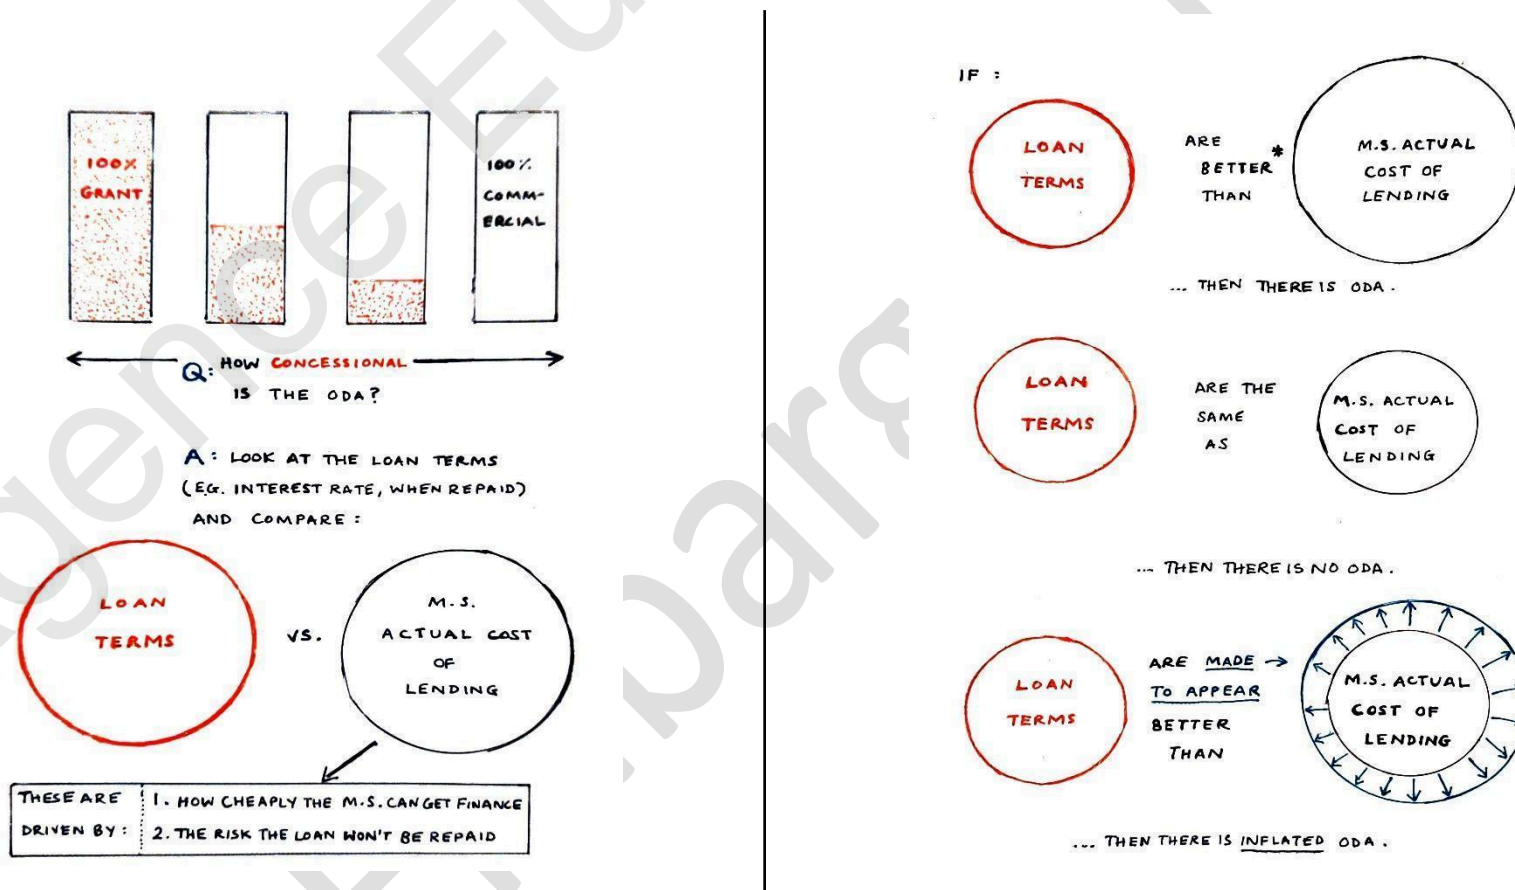 100%
GRANT
100%
COMM-
ERCIAL
Q: HOW CONCESSIONAL
IS THE ODA?
A: LOOK AT THE LOAN TERMS
(E.G. INTEREST RATE, WHEN REPAID)
AND COMPARE:
LOAN
TERMS
VS.
M.S.
ACTUAL COST
OF
LENDING
THESE ARE
DRIVEN BY:
1. HOW CHEAPLY THE M.S. CAN GET FINANCE
2. THE RISK THE LOAN WON'T BE REPAID
IF :
LOAN
TERMS
ARE
BETTER*
THAN
M.S. ACTUAL
COST OF
LENDING
... THEN THERE IS ODA.
LOAN
TERMS
ARE THE
SAME
AS
M.S. ACTUAL
COST OF
LENDING
... THEN THERE IS NO ODA.
LOAN
TERMS
ARE MADE
TO APPEAR
BETTER
THAN
M.S. ACTUAL
COST OF
LENDING
... THEN THERE IS INFLATED ODA.